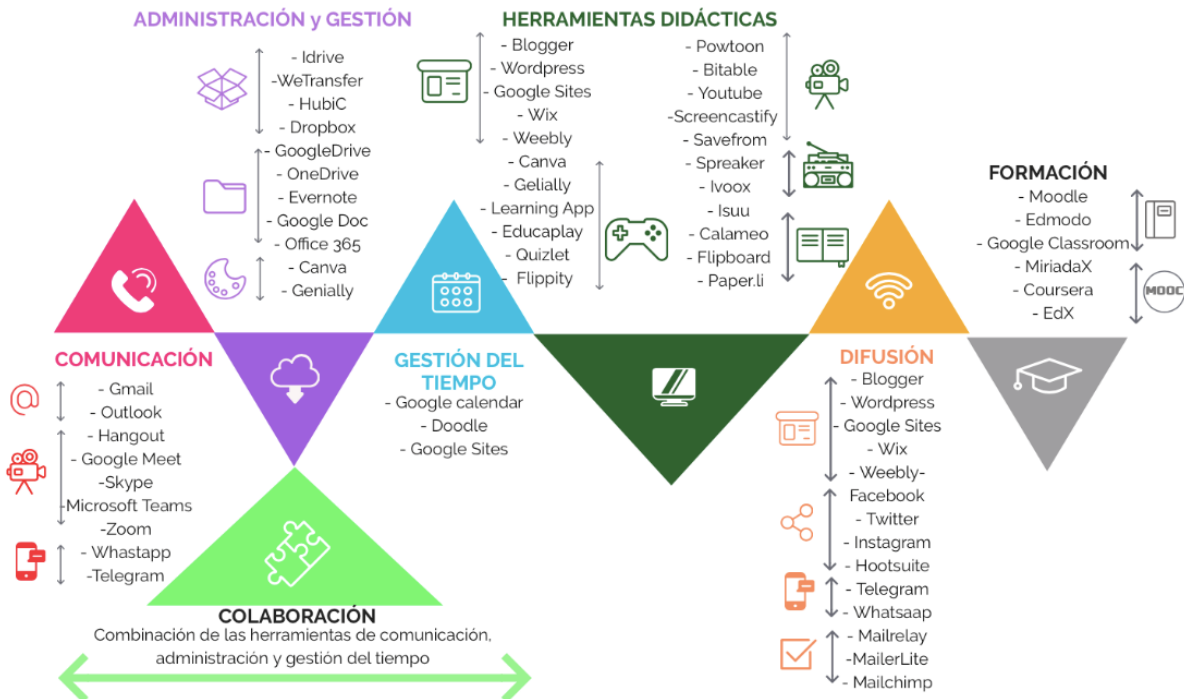 ADMINISTRACIÓN y GESTIÓN
- Idrive
-WeTransfer
- HubiC
- Dropbox
- GoogleDrive
- OneDrive
- Evernote
- Google Doc
- Office 365
- Canva
- Genially
HERRAMIENTAS DIDÁCTICAS
- Blogger
- Wordpress
- Google Sites
- Wix
- Weebly
- Canva
- Gelially
- Learning App
- Educaplay
- Quizlet
- Flippity
- Powtoon
- Bitable
- Youtube
-Screencastify
- Savefrom
- Spreaker
- Ivoox
- Isuu
- Calameo
- Flipboard
- Paper.li
FORMACIÓN
- Moodle
- Edmodo
- Google Classroom
- MiriadaX
- Coursera
- EdX
MOOC
COMUNICACIÓN
@
- Gmail
- Outlook
- Hangout
- Google Meet
-Skype
-Microsoft Teams
-Zoom
- Whastapp
-Telegram
GESTIÓN DEL
TIEMPO
- Google calendar
- Doodle
- Google Sites
DIFUSIÓN
- Blogger
- Wordpress
- Google Sites
- Wix
- Weebly-
Facebook
- Twitter
- Instagram
- Hootsuite
- Telegram
- Whatsaap
- Mailrelay
-MailerLite
- Mailchimp
COLABORACIÓN
Combinación de las herramientas de comunicación,
administración y gestión del tiempo